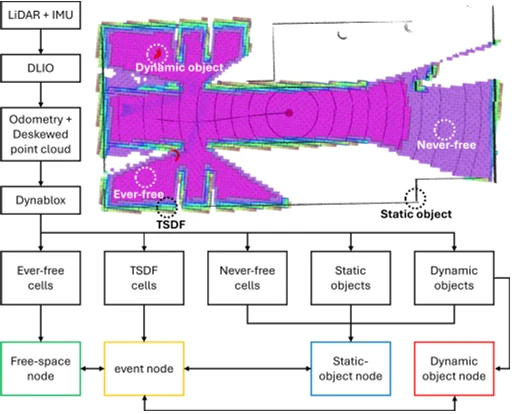 LiDAR + IMU
DLIO
Odometry +
Deskewed
point cloud
Dynablox
Dynamic object
Never-free
Ever-free
TSDF
Static object
Ever-free
cells
TSDF
cells
Never-free
cells
Static
objects
Dynamic
objects
Free-space
node
event node
Static-
object node
Dynamic
object node